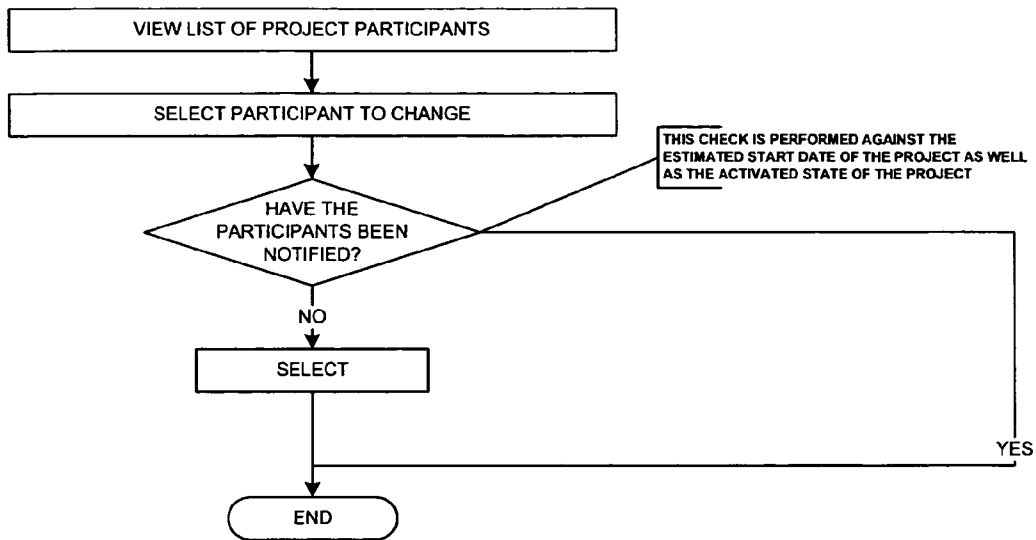 VIEW LIST OF PROJECT PARTICIPANTS
SELECT PARTICIPANT TO CHANGE
THIS CHECK IS PERFORMED AGAINST THE
ESTIMATED START DATE OF THE PROJECT AS WELL
AS THE ACTIVATED STATE OF THE PROJECT
HAVE THE
PARTICIPANTS BEEN
NOTIFIED?
NO
SELECT
YES
END